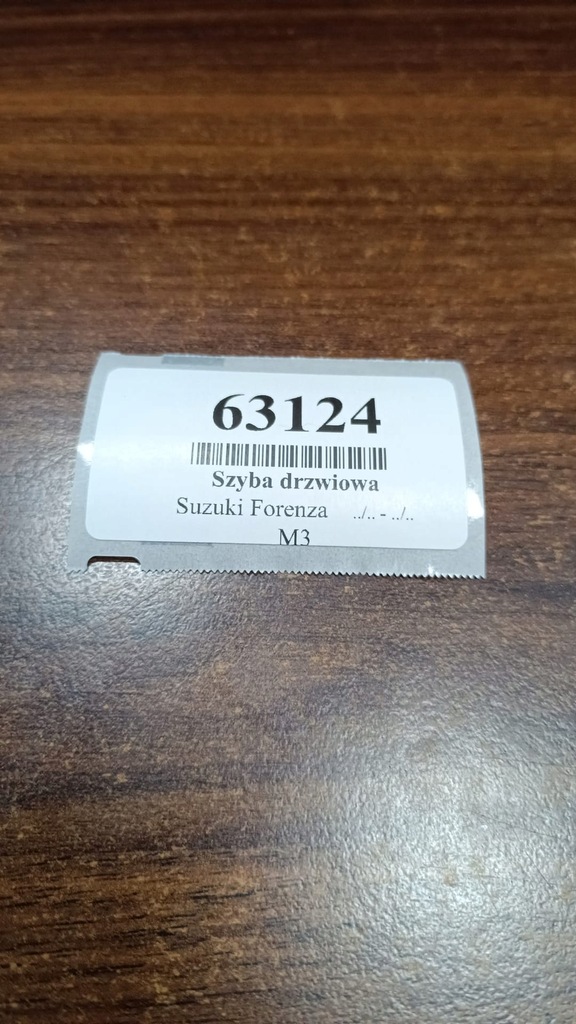 63124
Szyba drzwiowa
Suzuki Forenza ../.. - ../..
M3